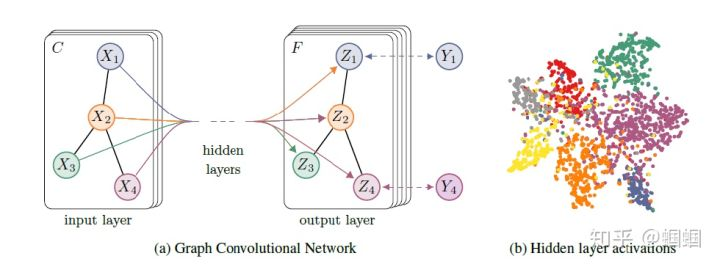 C
X₁
X₂
X₃
X₄
input layer
hidden
layers
F
Z₁
Z₂
Z₃
Z₄
output layer
Y₁
Y₄
(a) Graph Convolutional Network
(b) Hidden layer activations
知乎 @蝈蝈